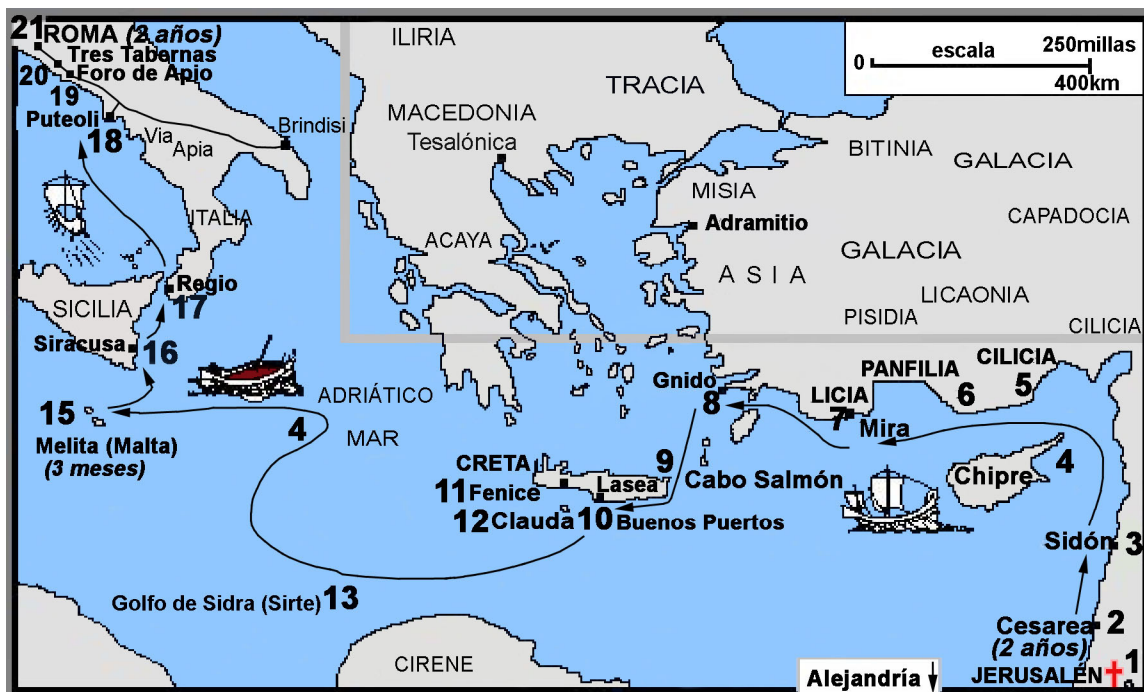 21 ROMA (2 años)
Tres Tabernas
20 Foro de Apio
19
Puteoli 18
Via
Apia
Brindisi
ITALIA
ILIRIA
TRACIA
MACEDONIA
Tesalónica
escala
0 250millas
400km
BITINIA
GALACIA
MISIA
Adramitio
CAPADOCIA
ACAYA
GALACIA
ASIA
LICAONIA
PISIDIA
CILICIA
SICILIA
Regio
17
Siracusa 16
15
Melita (Malta)
(3 meses)
ADRIÁTICO
4
MAR
Gnido
8
PANFILIA
CILICIA
LICIA
6
5
7 Mira
CRETA
9
Lasea
Cabo Salmón
11 Fenice
12 Clauda 10 Buenos Puertos
Chipre
4
Sidón 3
Golfo de Sidra (Sirte) 13
Cesarea 2
(2 años)
CIRENE
Alejandría
JERUSALÉN 1